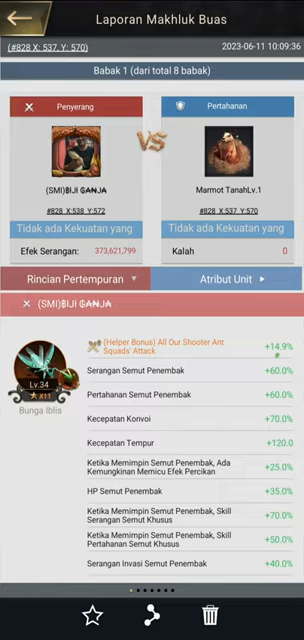 Laporan Makhluk Buas
(#828 X: 537, Y: 570)
2023-06-11 10:09:36
Babak 1 (dari total 8 babak)
Penyerang
Pertahanan
VS
(SMI)฿IJI ₲₳₦J₳
Marmot TanahLv.1
#828 X:538 Y:572
#828 X:537 Y:570
Tidak ada Kekuatan yang
Tidak ada Kekuatan yang
Efek Serangan:
373,621,799
Kalah
0
Rincian Pertempuran
Atribut Unit
(SMI)฿IJI ₲₳₦J₳
Lv.34
X11
Bunga Iblis
(Helper Bonus) All Our Shooter Ant
Squads' Attack
+14.9%
Serangan Semut Penembak
+60.0%
Pertahanan Semut Penembak
+60.0%
Kecepatan Konvoi
+70.0%
Kecepatan Tempur
+120.0
Ketika Memimpin Semut Penembak, Ada
Kemungkinan Memicu Efek Percikan
+25.0%
HP Semut Penembak
+35.0%
Ketika Memimpin Semut Penembak, Skill
Serangan Semut Khusus
+70.0%
Ketika Memimpin Semut Penembak, Skill
Pertahanan Semut Khusus
+50.0%
Serangan Invasi Semut Penembak
+40.0%